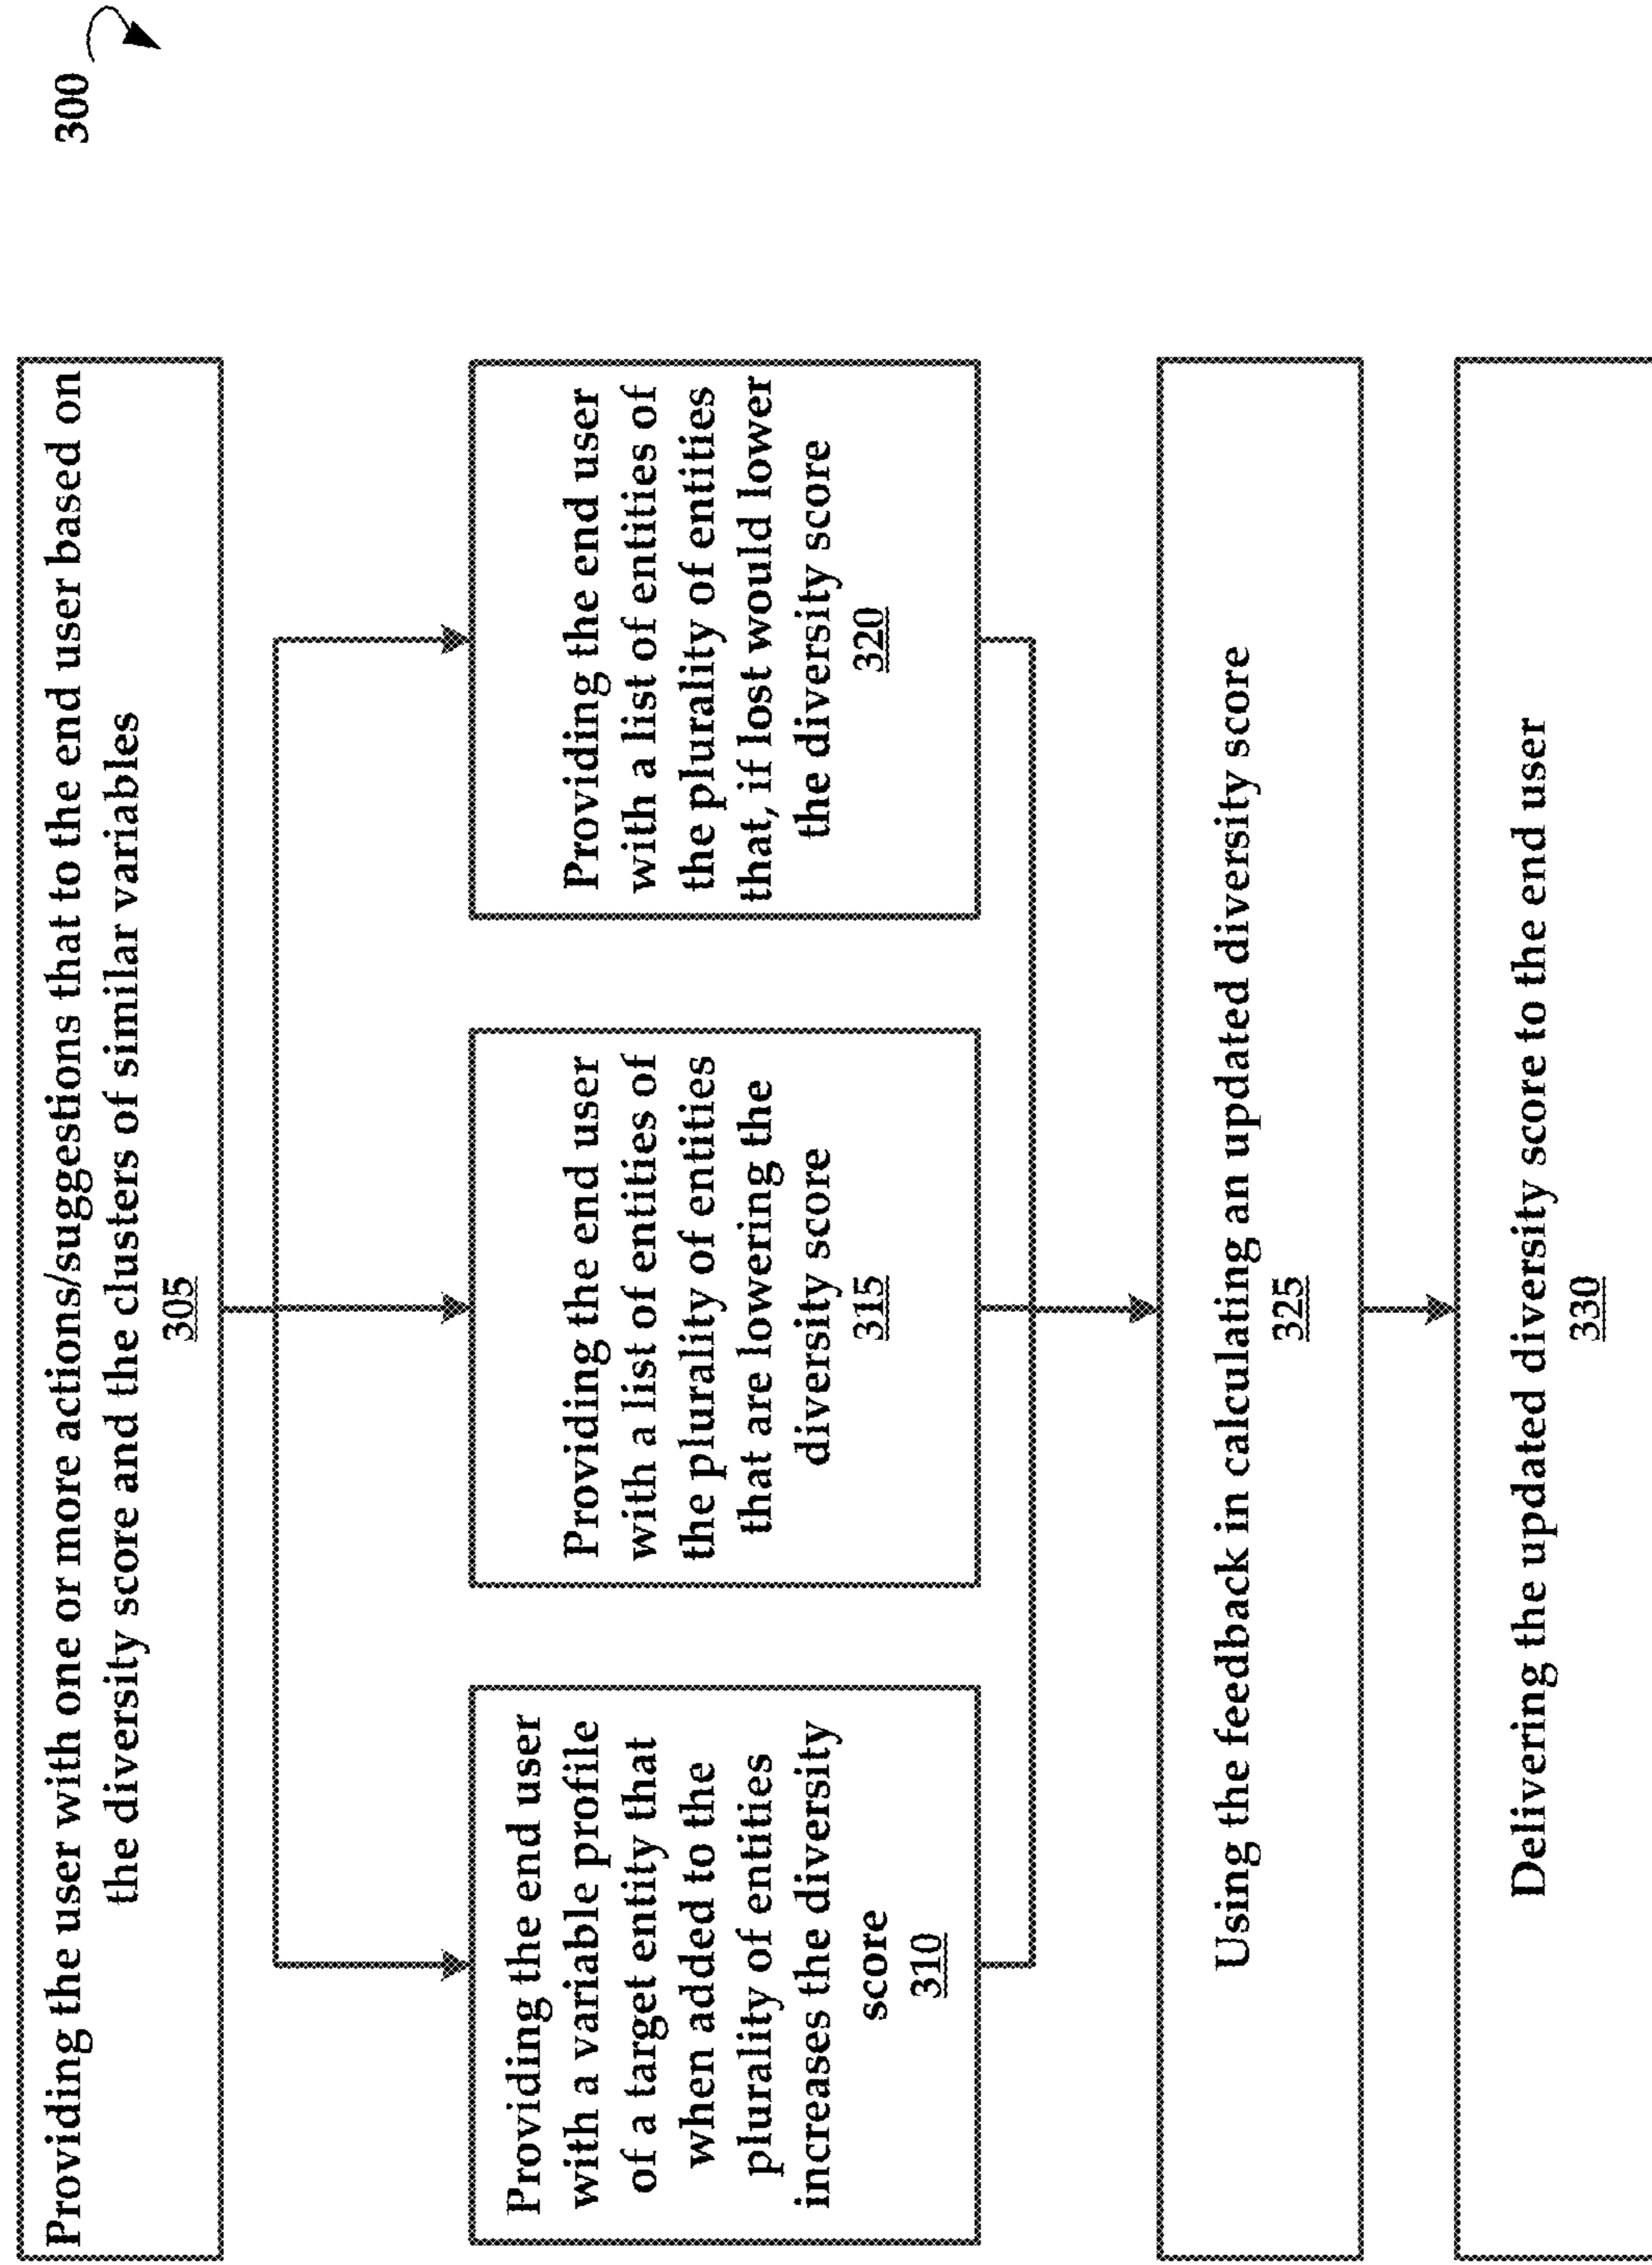 300
Providing the user with one or more actions/suggestions that to the end user based on
the diversity score and the clusters of similar variables
305
Providing the end user
with a variable profile
of a target entity that
when added to the
plurality of entities
increases the diversity
score
310
Providing the end user
with a list of entities of
the plurality of entities
that are lowering the
diversity score
315
Providing the end user
with a list of entities of
the plurality of entities
that, if lost would lower
the diversity score
320
Using the feedback in calculating an updated diversity score
325
Delivering the updated diversity score to the end user
330